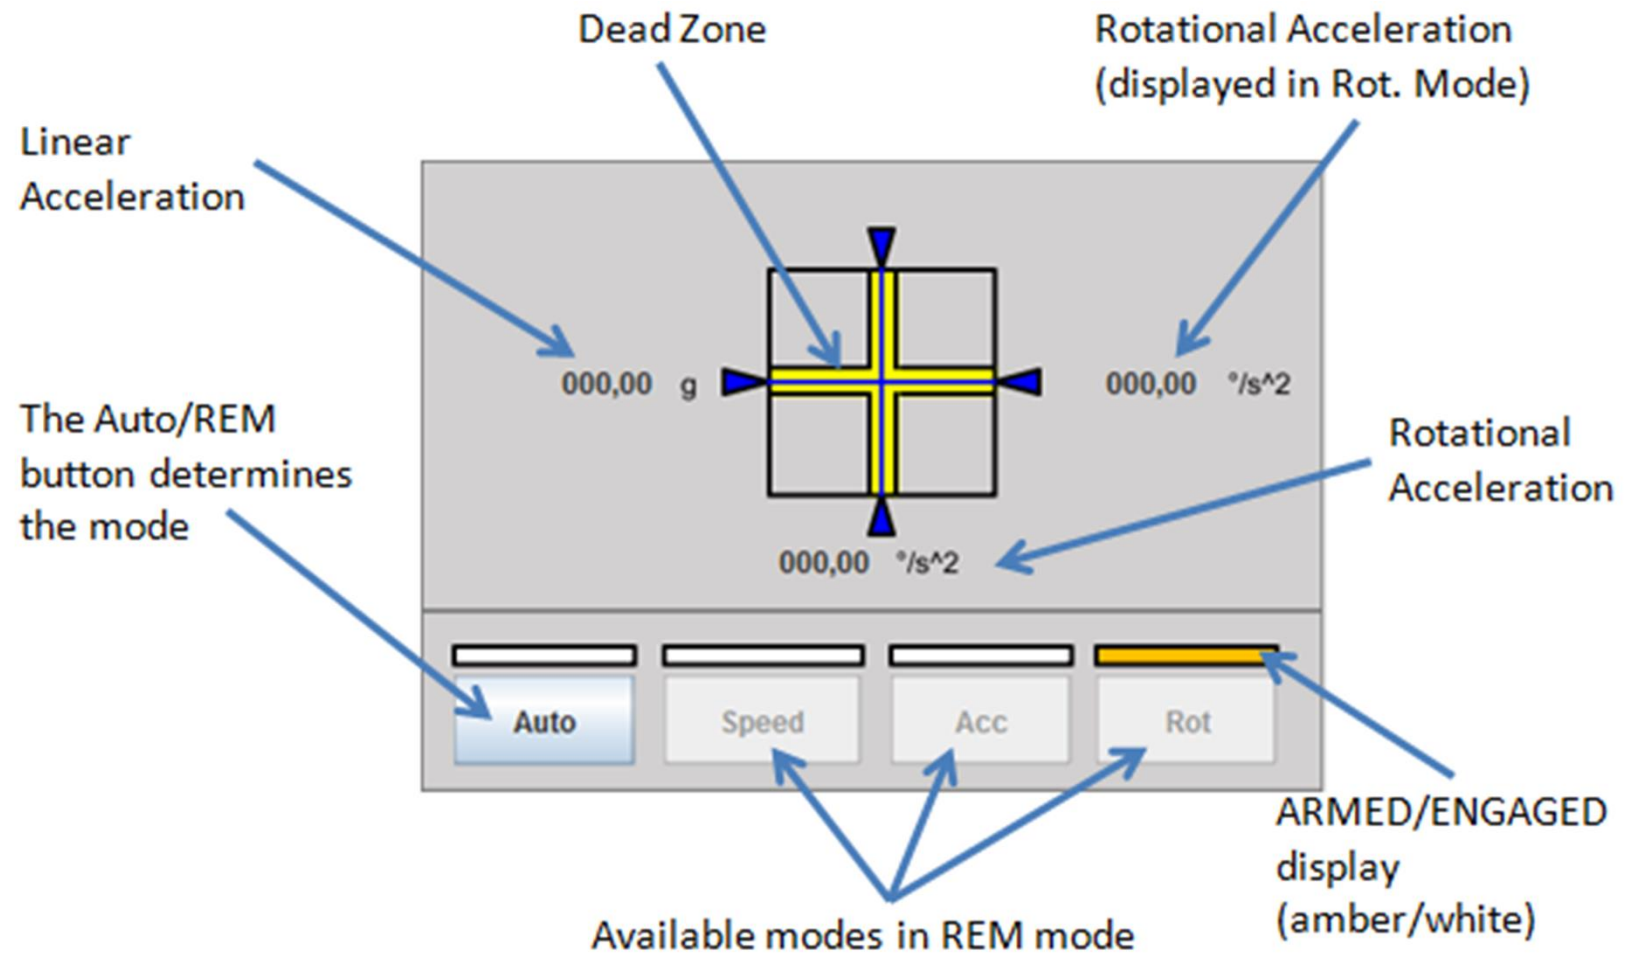 Dead Zone
Rotational Acceleration
(displayed in Rot. Mode)
Linear
Acceleration
000,00 g
000,00 °/s^2
The Auto/REM
button determines
the mode
Rotational
Acceleration
000,00 °/s^2
Auto
Speed
Acc
Rot
ARMED/ENGAGED
display
(amber/white)
Available modes in REM mode